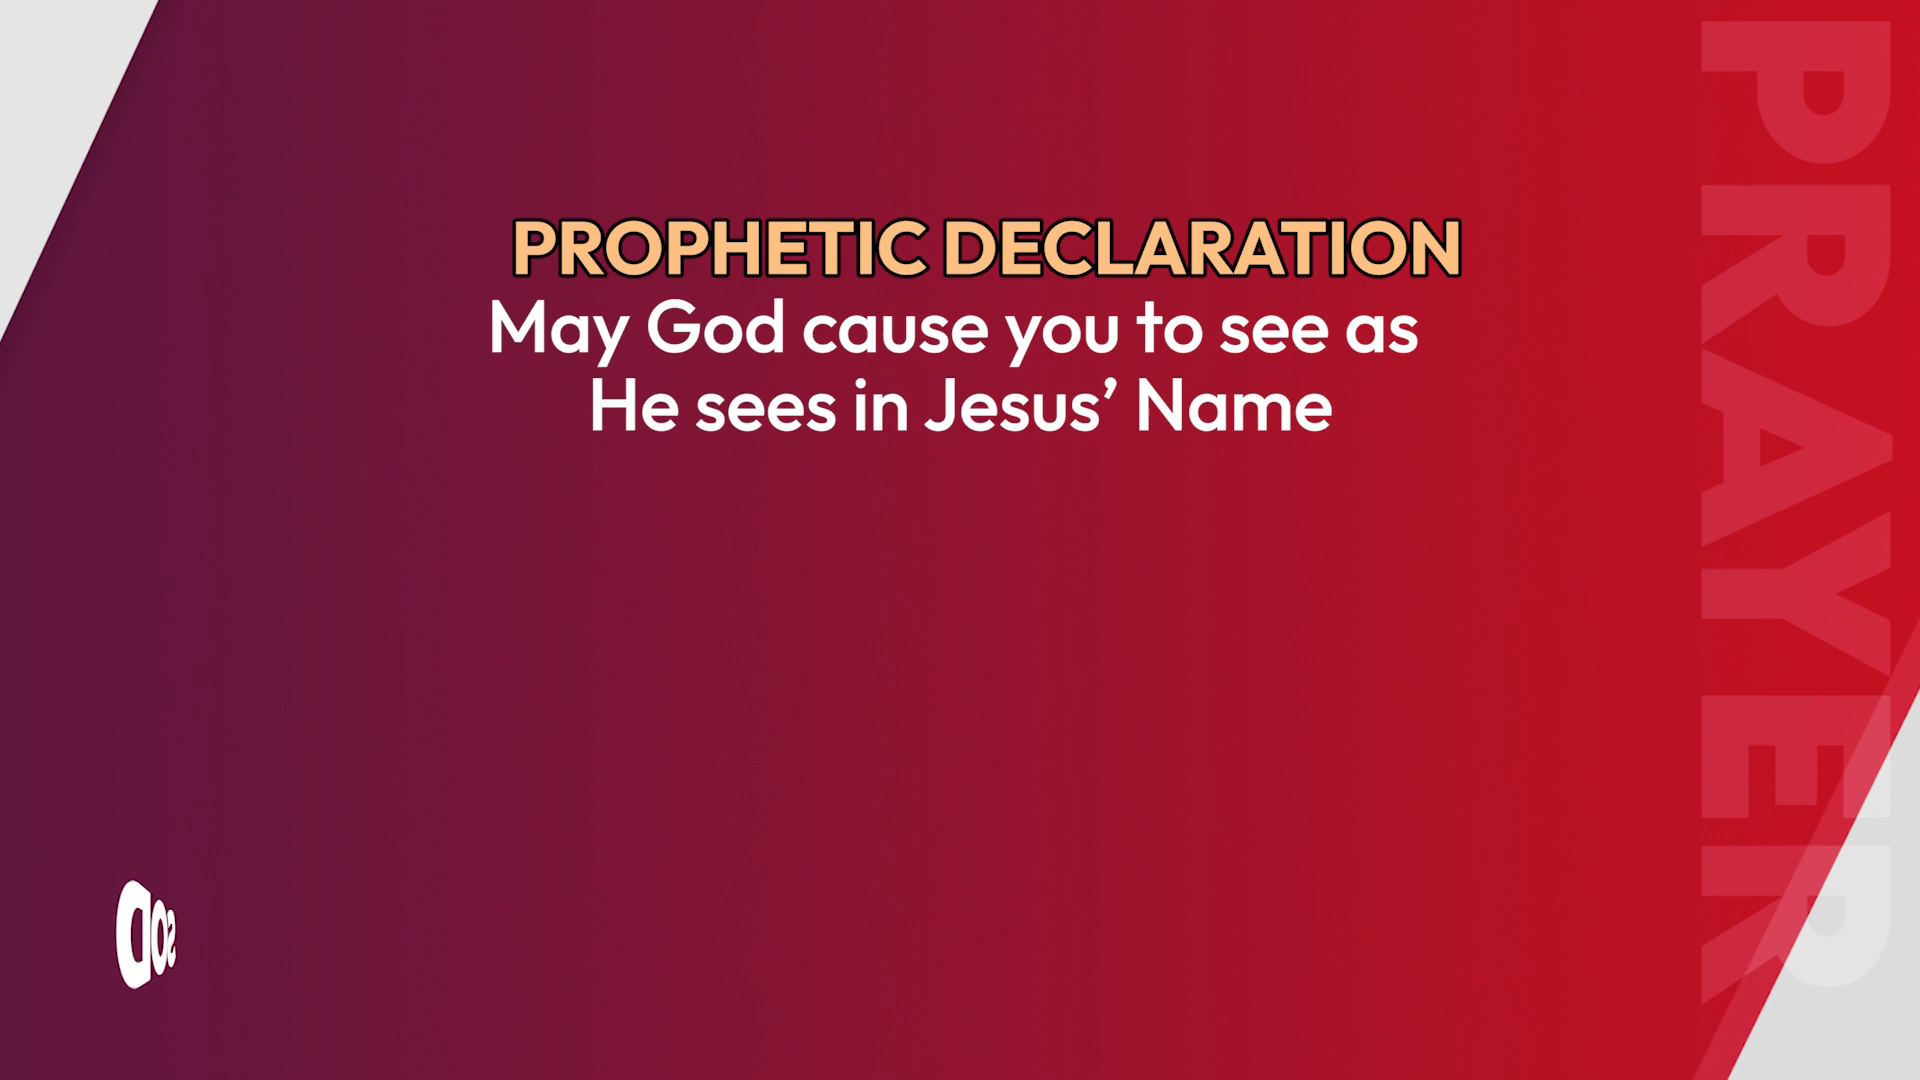 PROPHETIC DECLARATION
May God cause you to see as
He sees in Jesus’ Name
PRAYER